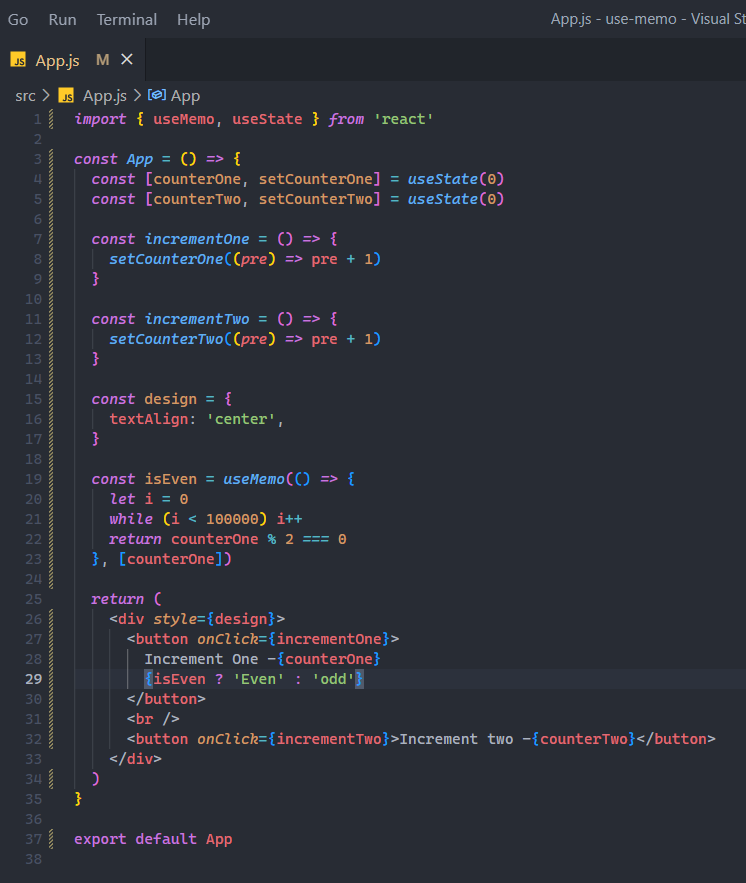 Go Run Terminal Help App.js - use-memo - Visual St
JS App.js M ×
src > JS App.js > App
1 import { useMemo, useState } from 'react'
2
3 const App = () => {
4 const [counterOne, setCounterOne] = useState(0)
5 const [counterTwo, setCounterTwo] = useState(0)
6
7 const incrementOne = () => {
8 setCounterOne((pre) => pre + 1)
9 }
10
11 const incrementTwo = () => {
12 setCounterTwo((pre) => pre + 1)
13 }
14
15 const design = {
16 textAlign: 'center',
17 }
18
19 const isEven = useMemo(() => {
20 let i = 0
21 while (i < 100000) i++
22 return counterOne % 2 === 0
23 }, [counterOne])
24
25 return (
26 <div style={design}>
27 <button onClick={incrementOne}>
28 Increment One -{counterOne}
29 {isEven ? 'Even' : 'odd'}
30 </button>
31 <br />
32 <button onClick={incrementTwo}>Increment two -{counterTwo}</button>
33 </div>
34 )
35 }
36
37 export default App
38